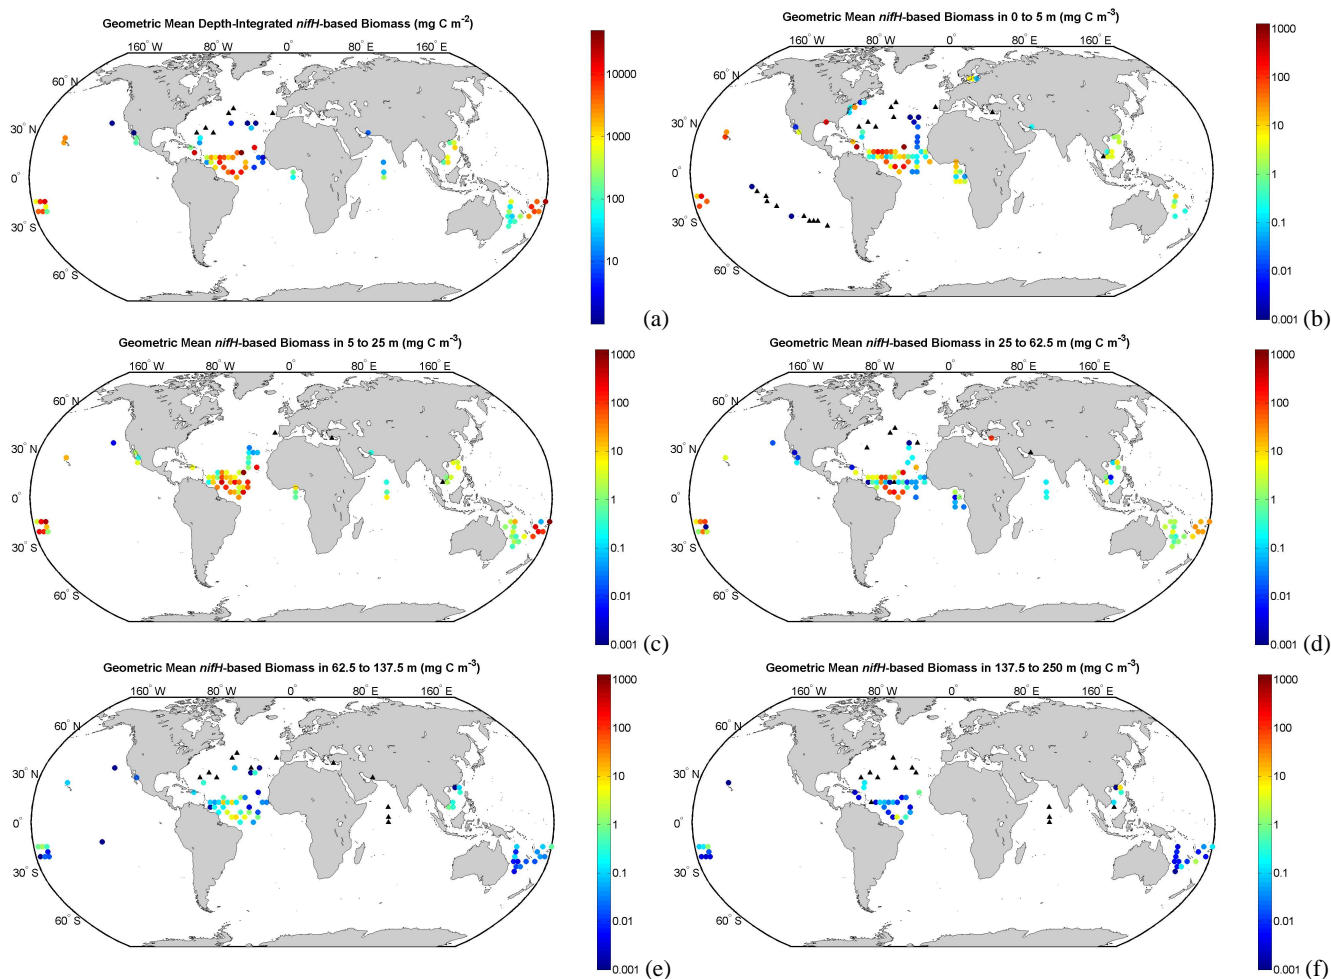 Geometric Mean Depth-Integrated nifH-based Biomass (mg C m-2)
160° W 80° W 0° 80° E 160° E
60° N
30° N
0°
30° S
60° S
10000
1000
100
10
(a)
Geometric Mean nifH-based Biomass in 0 to 5 m (mg C m-3)
160° W 80° W 0° 80° E 160° E
60° N
30° N
0°
30° S
60° S
1000
100
10
1
0.1
0.01
0.001
(b)
Geometric Mean nifH-based Biomass in 5 to 25 m (mg C m-3)
160° W 80° W 0° 80° E 160° E
60° N
30° N
0°
30° S
60° S
1000
100
10
1
0.1
0.01
0.001
(c)
Geometric Mean nifH-based Biomass in 25 to 62.5 m (mg C m-3)
160° W 80° W 0° 80° E 160° E
60° N
30° N
0°
30° S
60° S
1000
100
10
1
0.1
0.01
0.001
(d)
Geometric Mean nifH-based Biomass in 62.5 to 137.5 m (mg C m-3)
160° W 80° W 0° 80° E 160° E
60° N
30° N
0°
30° S
60° S
1000
100
10
1
0.1
0.01
0.001
(e)
Geometric Mean nifH-based Biomass in 137.5 to 250 m (mg C m-3)
160° W 80° W 0° 80° E 160° E
60° N
30° N
0°
30° S
60° S
1000
100
10
1
0.1
0.01
0.001
(f)